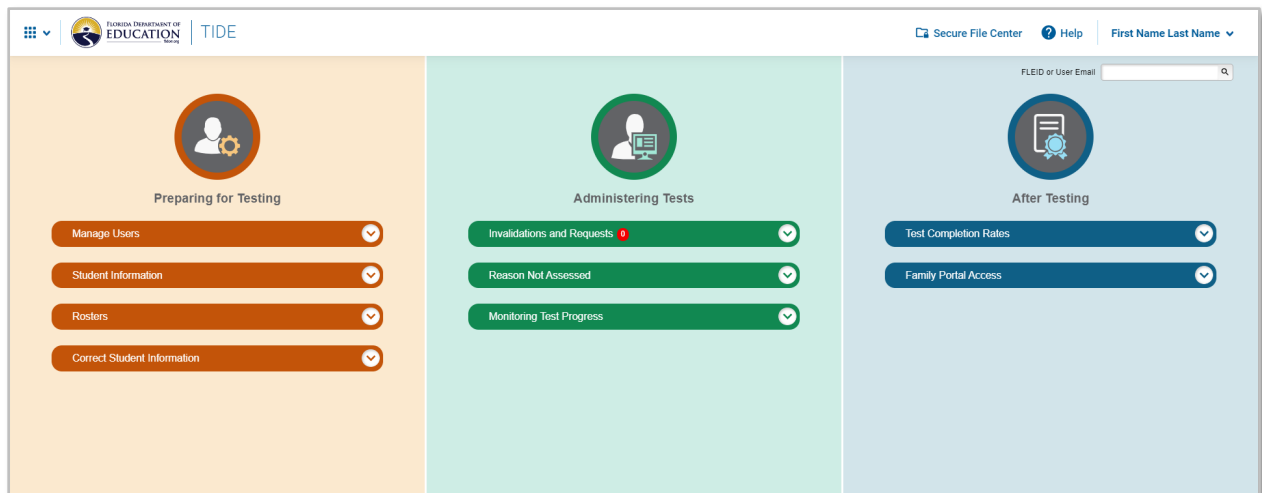 FLORIDA DEPARTMENT OF
EDUCATION
fldoe.org
TIDE
Secure File Center
Help
First Name Last Name
FLEID or User Email
Preparing for Testing
Manage Users
Student Information
Rosters
Correct Student Information
Administering Tests
Invalidations and Requests 0
Reason Not Assessed
Monitoring Test Progress
After Testing
Test Completion Rates
Family Portal Access